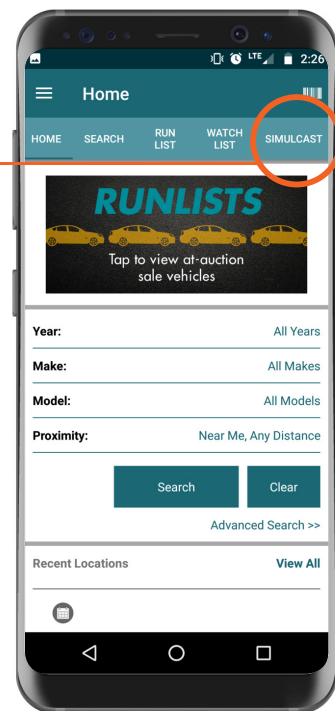 LTE 2:26
Home
HOME SEARCH RUN LIST WATCH LIST SIMULCAST
RUNLISTS
Tap to view at-auction
sale vehicles
Year: All Years
Make: All Makes
Model: All Models
Proximity: Near Me, Any Distance
Search Clear
Advanced Search >>
Recent Locations View All